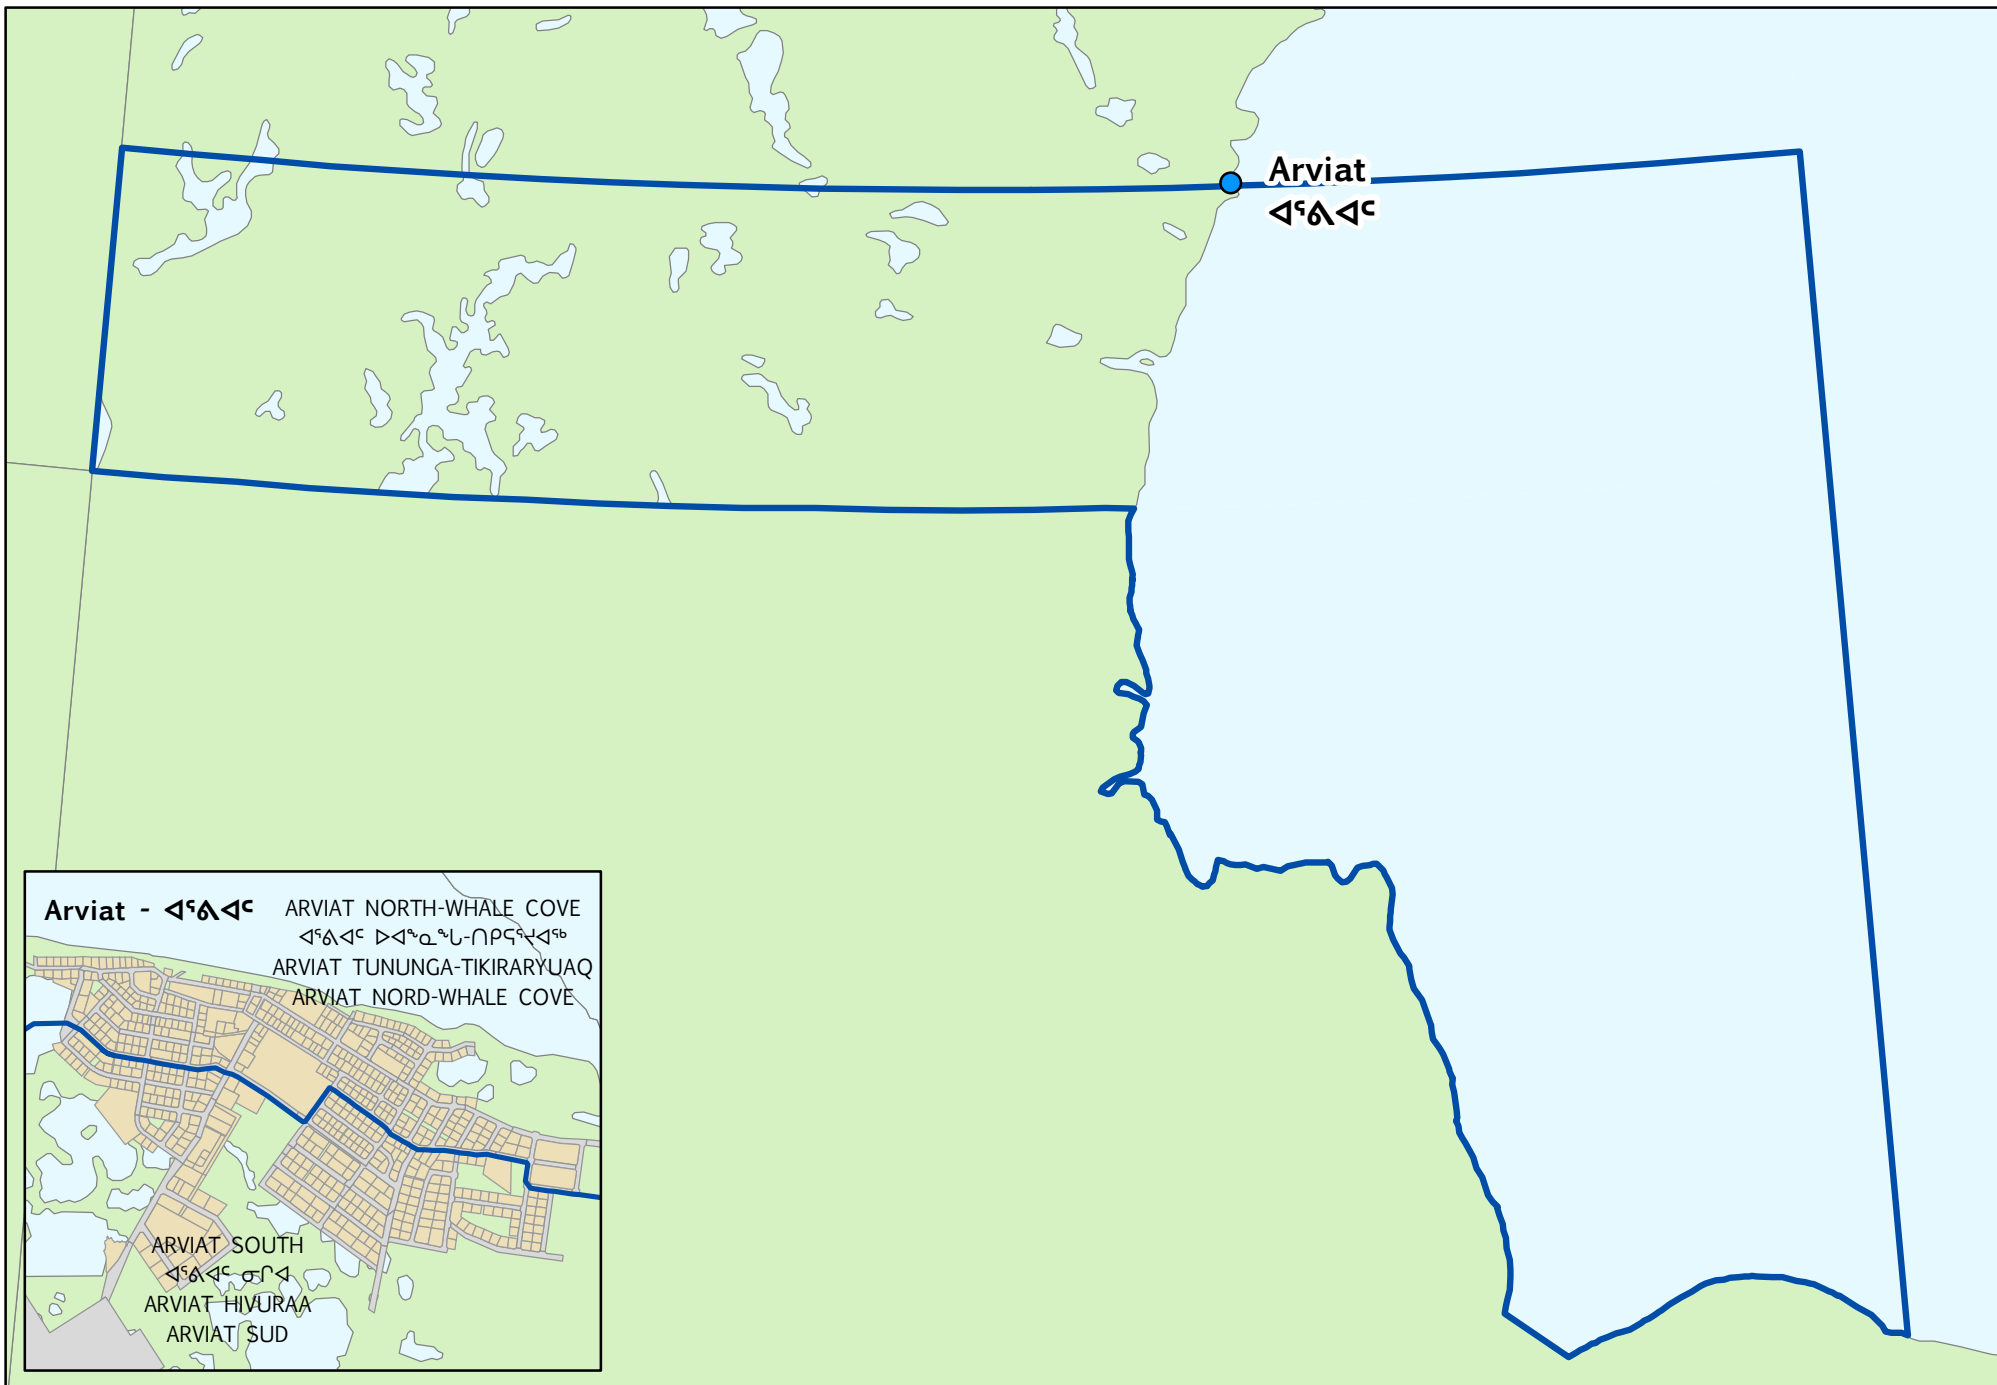 Arviat
ᐊᕐᕕᐊᑦ
Arviat - ᐊᕐᕕᐊᑦ
ARVIAT NORTH-WHALE COVE
ᐊᕐᕕᐊᑦ ᐅᐊᖕᓇᖓ-ᑎᑭᕋᕐᔪᐊᖅ
ARVIAT TUNUNGA-TIKIRARYUAQ
ARVIAT NORD-WHALE COVE
ARVIAT SOUTH
ᐊᕐᕕᐊᑦ ᓂᒋᐊ
ARVIAT HIVURAA
ARVIAT SUD